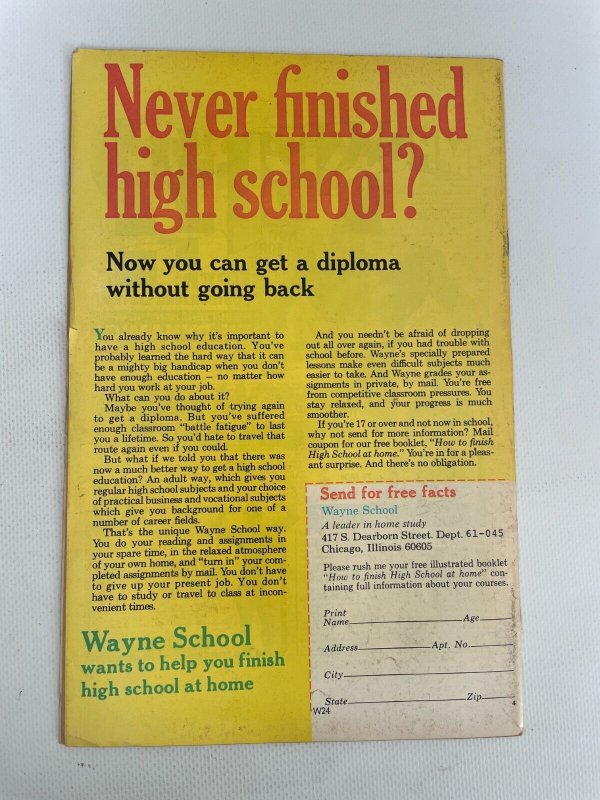 Never finished
high school?
Now you can get a diploma
without going back
You already know why it's important to
have a high school education. You've
probably learned the hard way that it can
be a mighty big handicap when you don't
have enough education – no matter how
hard you work at your job.
What can you do about it?
Maybe you've thought of trying again
to get a diploma. But you've suffered
enough classroom "battle fatigue" to last
you a lifetime. So you'd hate to travel that
route again even if you could.
But what if we told you that there was
now a much better way to get a high school
education? An adult way, which gives you
regular high school subjects and your choice
of practical business and vocational subjects
which give you background for one of a
number of career fields.
That's the unique Wayne School way.
You do your reading and assignments in
your spare time, in the relaxed atmosphere
of your own home, and "turn in" your com-
pleted assignments by mail. You don't have
to give up your present job. You don't
have to study or travel to class at incon-
venient times.
Wayne School
wants to help you finish
high school at home
And you needn't be afraid of dropping
out all over again, if you had trouble with
school before. Wayne's specially prepared
lessons make even difficult subjects much
easier to take. And Wayne grades your as-
signments in private, by mail. You're free
from competitive classroom pressures. You
stay relaxed, and your progress is much
smoother.
If you're 17 or over and not now in school,
why not send for more information? Mail
coupon for our free booklet, "How to finish
High School at home." You're in for a pleas-
ant surprise. And there's no obligation.
Send for free facts
Wayne School
A leader in home study
417 S. Dearborn Street. Dept. 61-045
Chicago, Illinois 60605
Please rush me your free illustrated booklet
"How to finish High School at home" con-
taining full information about your courses.
Print
Name Age
Address Apt. No.
City
State Zip
W24 4